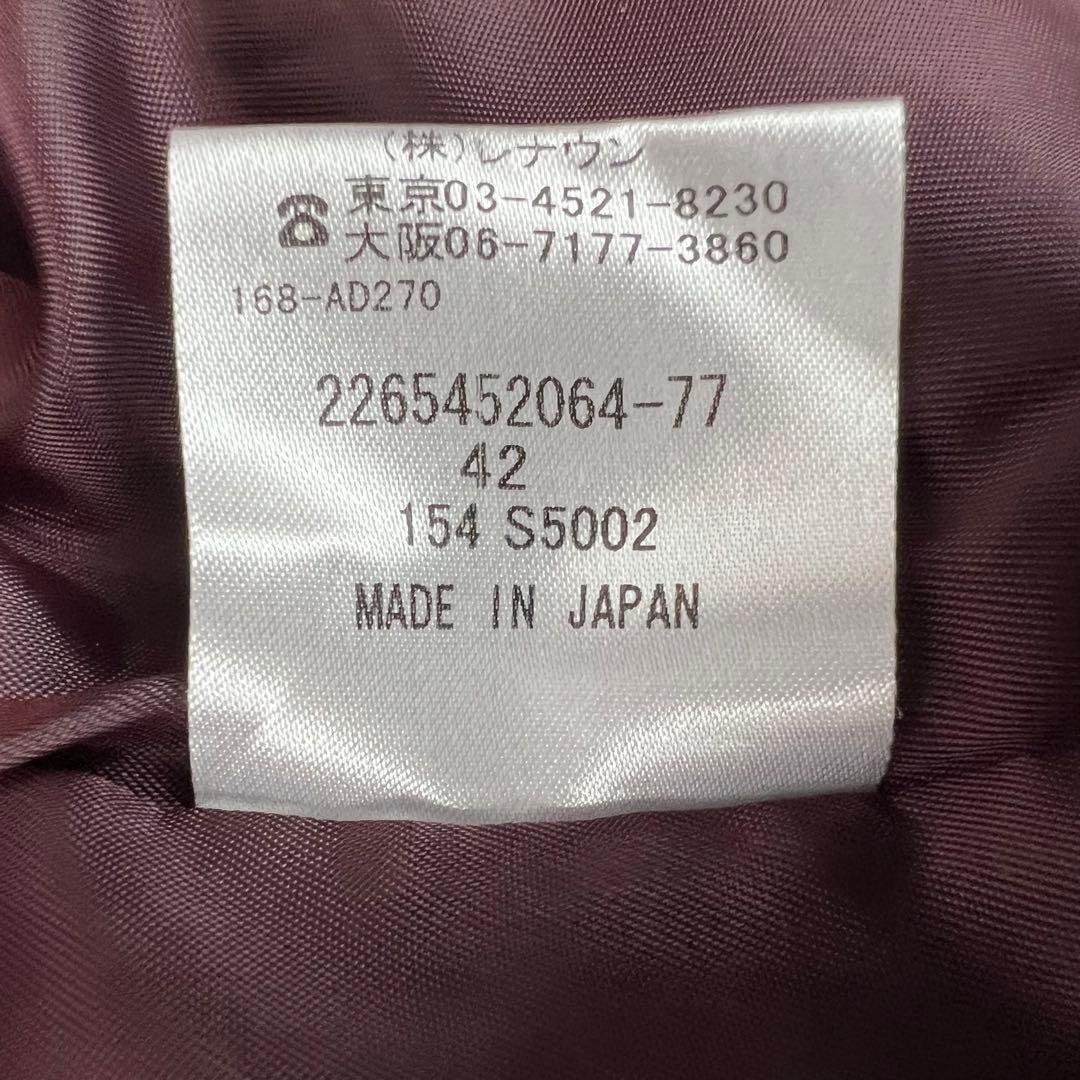 (株)レナウン
☎ 東京03-4521-8230
大阪06-7177-3860
168-AD270
2265452064-77
42
154 S5002
MADE IN JAPAN